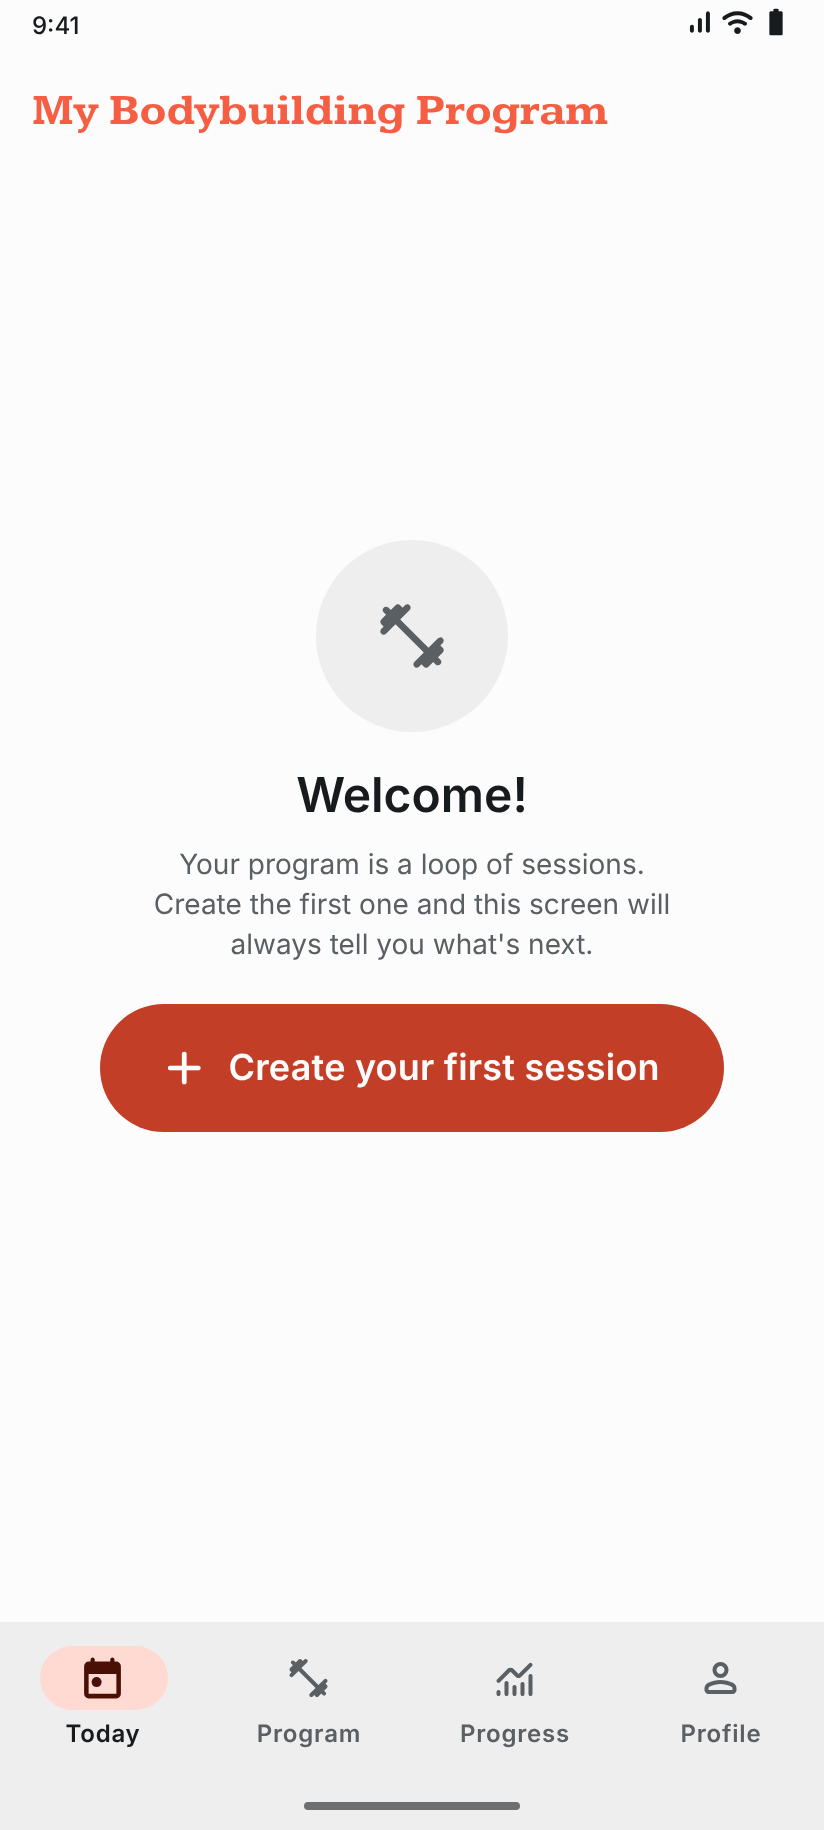 9:41
My Bodybuilding Program
Welcome!
Your program is a loop of sessions.
Create the first one and this screen will
always tell you what's next.
Create your first session
Today
Program
Progress
Profile